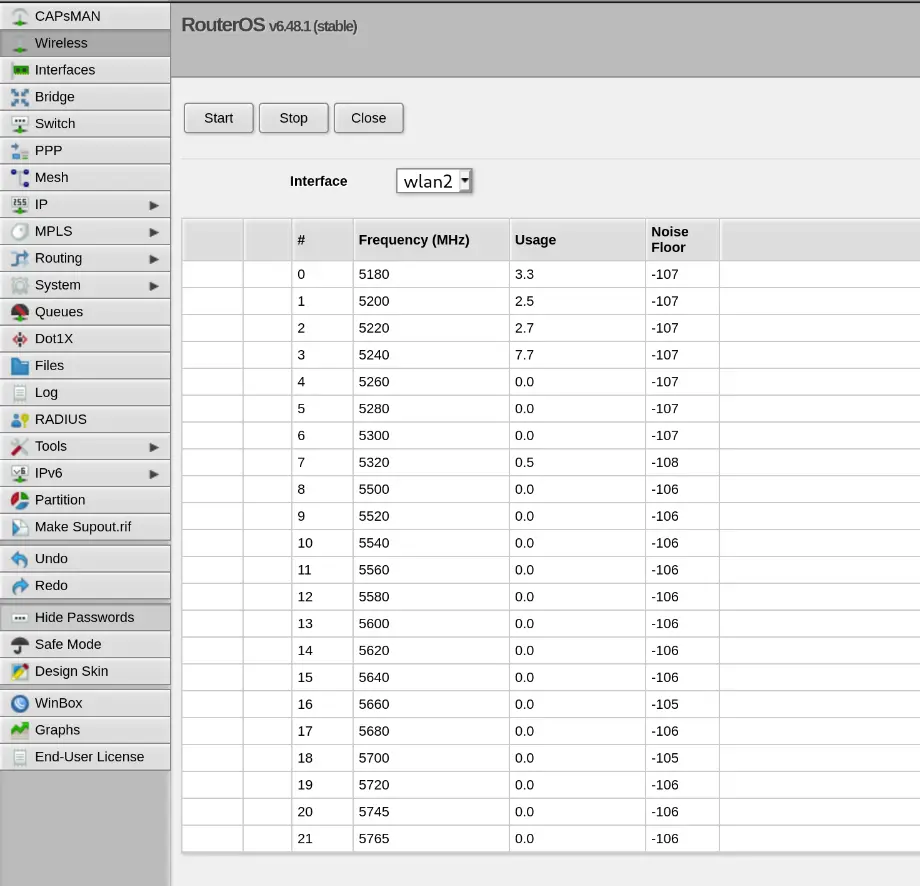 CAPsMAN
Wireless
Interfaces
Bridge
Switch
PPP
Mesh
IP
MPLS
Routing
System
Queues
Dot1X
Files
Log
RADIUS
Tools
IPv6
Partition
Make Supout.rif
Undo
Redo
Hide Passwords
Safe Mode
Design Skin
WinBox
Graphs
End-User License
RouterOS v6.48.1 (stable)
Start Stop Close
Interface wlan2
# Frequency (MHz) Usage Noise Floor
0 5180 3.3 -107
1 5200 2.5 -107
2 5220 2.7 -107
3 5240 7.7 -107
4 5260 0.0 -107
5 5280 0.0 -107
6 5300 0.0 -107
7 5320 0.5 -108
8 5500 0.0 -106
9 5520 0.0 -106
10 5540 0.0 -106
11 5560 0.0 -106
12 5580 0.0 -106
13 5600 0.0 -106
14 5620 0.0 -106
15 5640 0.0 -106
16 5660 0.0 -105
17 5680 0.0 -106
18 5700 0.0 -105
19 5720 0.0 -106
20 5745 0.0 -106
21 5765 0.0 -106